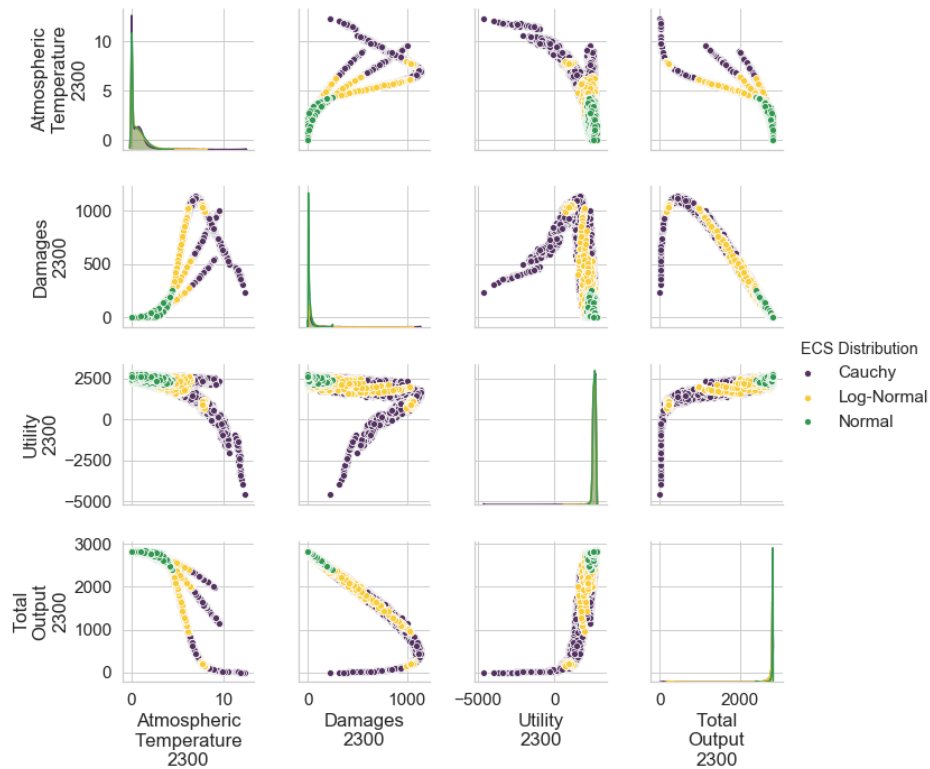 Atmospheric
Temperature
2300
10
5
0
Damages
2300
1000
500
0
ECS Distribution
Cauchy
Log-Normal
Normal
Utility
2300
2500
0
−2500
−5000
Total
Output
2300
3000
2000
1000
0
0 10
0 1000
−5000 0
0 2000
Atmospheric
Temperature
2300
Damages
2300
Utility
2300
Total
Output
2300